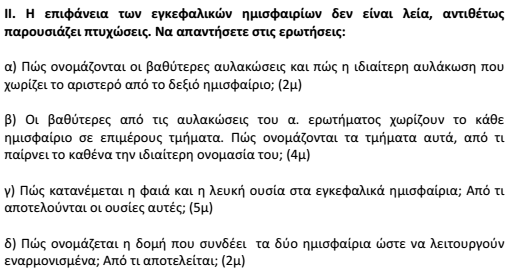 II. Η επιφάνεια των εγκεφαλικών ημισφαιρίων δεν είναι λεία, αντιθέτως
παρουσιάζει πτυχώσεις. Να απαντήσετε στις ερωτήσεις:
α) Πώς ονομάζονται οι βαθύτερες αυλακώσεις και πώς η ιδιαίτερη αυλάκωση που
χωρίζει το αριστερό από το δεξιό ημισφαίριο; (2μ)
β) Οι βαθύτερες από τις αυλακώσεις του α. ερωτήματος χωρίζουν το κάθε
ημισφαίριο σε επιμέρους τμήματα. Πώς ονομάζονται τα τμήματα αυτά, από τι
παίρνει το καθένα την ιδιαίτερη ονομασία του; (4μ)
γ) Πώς κατανέμεται η φαιά και η λευκή ουσία στα εγκεφαλικά ημισφαίρια; Από τι
αποτελούνται οι ουσίες αυτές; (5μ)
δ) Πώς ονομάζεται η δομή που συνδέει τα δύο ημισφαίρια ώστε να λειτουργούν
εναρμονισμένα; Από τι αποτελείται; (2μ)